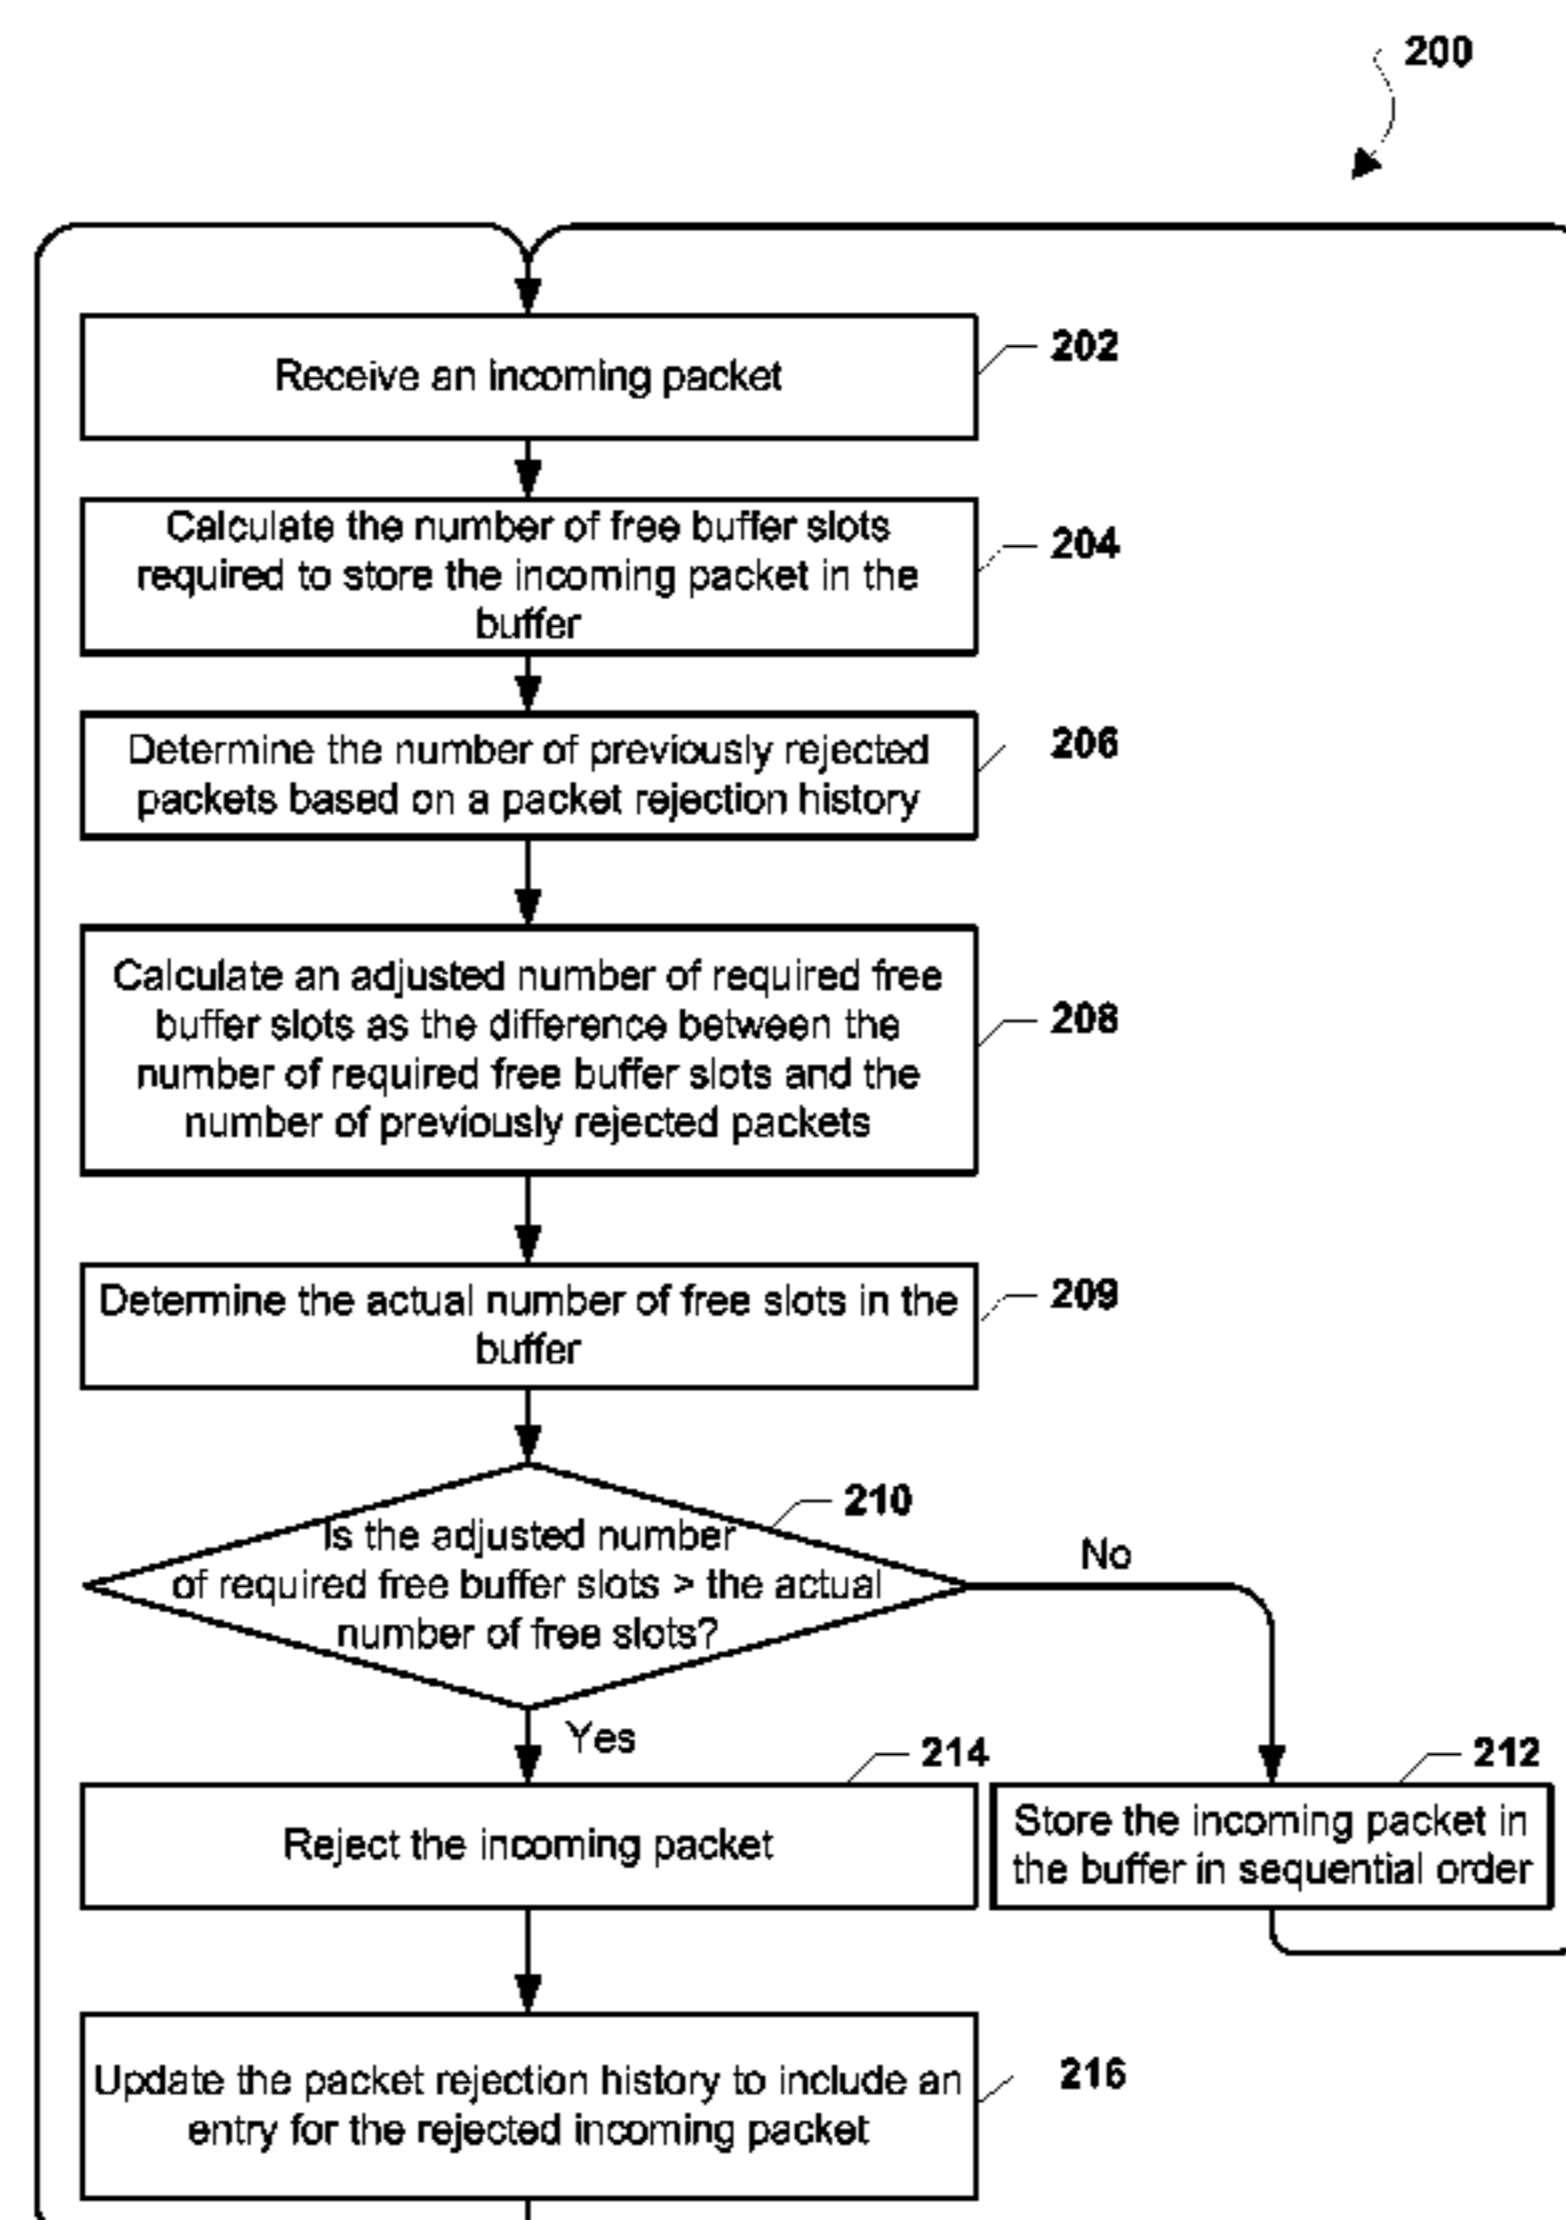 200
Receive an incoming packet
202
Calculate the number of free buffer slots
required to store the incoming packet in the
buffer
204
Determine the number of previously rejected
packets based on a packet rejection history
206
Calculate an adjusted number of required free
buffer slots as the difference between the
number of required free buffer slots and the
number of previously rejected packets
208
Determine the actual number of free slots in the
buffer
209
210
Is the adjusted number
of required free buffer slots > the actual
number of free slots?
No
Yes
214
Reject the incoming packet
212
Store the incoming packet in
the buffer in sequential order
Update the packet rejection history to include an
entry for the rejected incoming packet
216